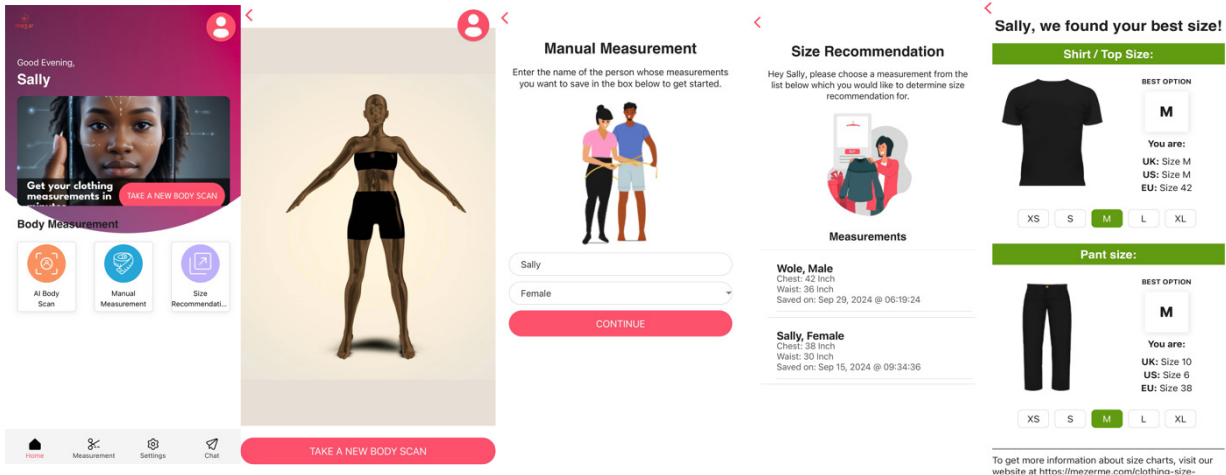 mezer
Good Evening,
Sally
Get your clothing
measurements in
minutes
TAKE A NEW BODY SCAN
Body Measurement
AI Body
Scan
Manual
Measurement
Size
Recommendati...
Home
Measurement
Settings
Chat
TAKE A NEW BODY SCAN
Manual Measurement
Enter the name of the person whose measurements
you want to save in the box below to get started.
Sally
Female
CONTINUE
Size Recommendation
Hey Sally, please choose a measurement from the
list below which you would like to determine size
recommendation for.
Measurements
Wole, Male
Chest: 42 Inch
Waist: 36 Inch
Saved on: Sep 29, 2024 @ 06:19:24
Sally, Female
Chest: 38 Inch
Waist: 30 Inch
Saved on: Sep 15, 2024 @ 09:34:36
Sally, we found your best size!
Shirt / Top Size:
BEST OPTION
M
You are:
UK: Size M
US: Size M
EU: Size 42
XS S M L XL
Pant size:
BEST OPTION
M
You are:
UK: Size 10
US: Size 6
EU: Size 38
XS S M L XL
To get more information about size charts, visit our
website at https://mezerme.com/clothing-size-